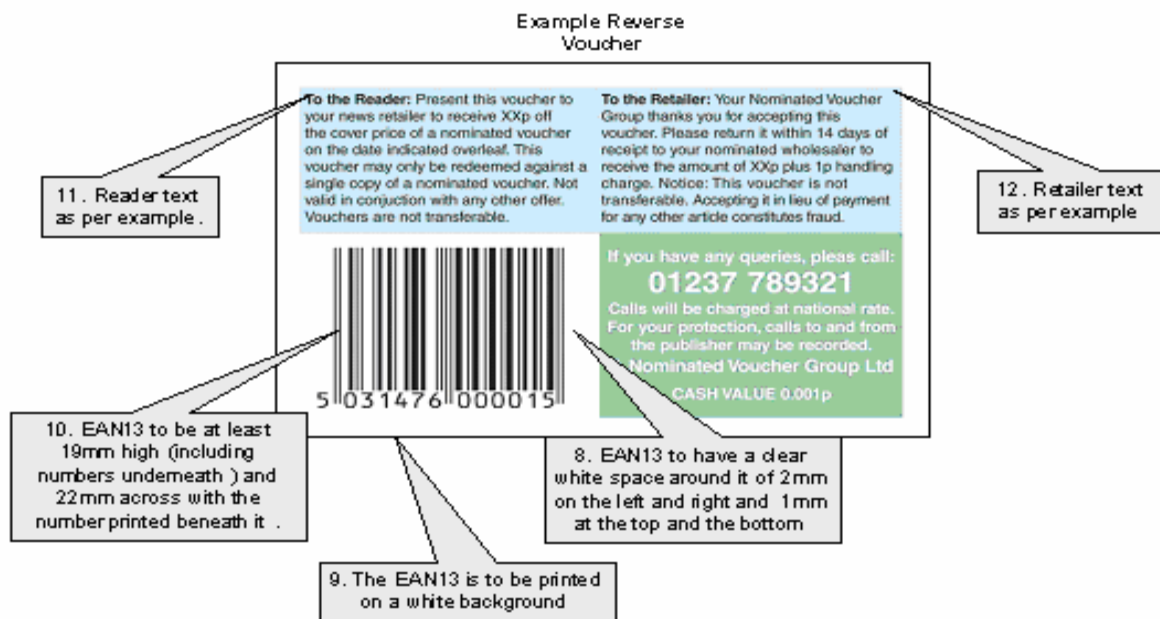 Example Reverse
Voucher
To the Reader: Present this voucher to
your news retailer to receive XXp off
the cover price of a nominated voucher
on the date indicated overleaf. This
voucher may only be redeemed against a
single copy of a nominated voucher. Not
valid in conjuction with any other offer.
Vouchers are not transferable.
To the Retailer: Your Nominated Voucher
Group thanks you for accepting this
voucher. Please return it within 14 days of
receipt to your nominated wholesaler to
receive the amount of XXp plus 1p handling
charge. Notice: This voucher is not
transferable. Accepting it in lieu of payment
for any other article constitutes fraud.
11. Reader text
as per example.
12. Retailer text
as per example
If you have any queries, pleas call:
01237 789321
Calls will be charged at national rate.
For your protection, calls to and from
the publisher may be recorded.
Nominated Voucher Group Ltd
CASH VALUE 0.001p
5 031476 000015
10. EAN13 to be at least
19mm high (including
numbers underneath) and
22mm across with the
number printed beneath it.
8. EAN13 to have a clear
white space around it of 2mm
on the left and right and 1mm
at the top and the bottom
9. The EAN13 is to be printed
on a white background